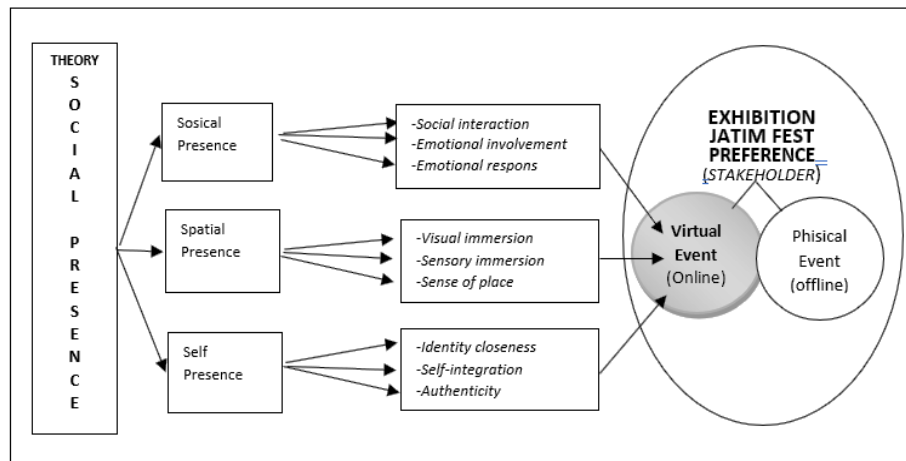 THEORY
S
O
C
I
A
L
P
R
E
S
E
N
C
E
Sosical
Presence
-Social interaction
-Emotional involvement
-Emotional respons
Spatial
Presence
-Visual immersion
-Sensory immersion
-Sense of place
Self
Presence
-Identity closeness
-Self-integration
-Authenticity
EXHIBITION
JATIM FEST
PREFERENCE
(STAKEHOLDER)
Virtual
Event
(Online)
Phisical
Event
(offline)